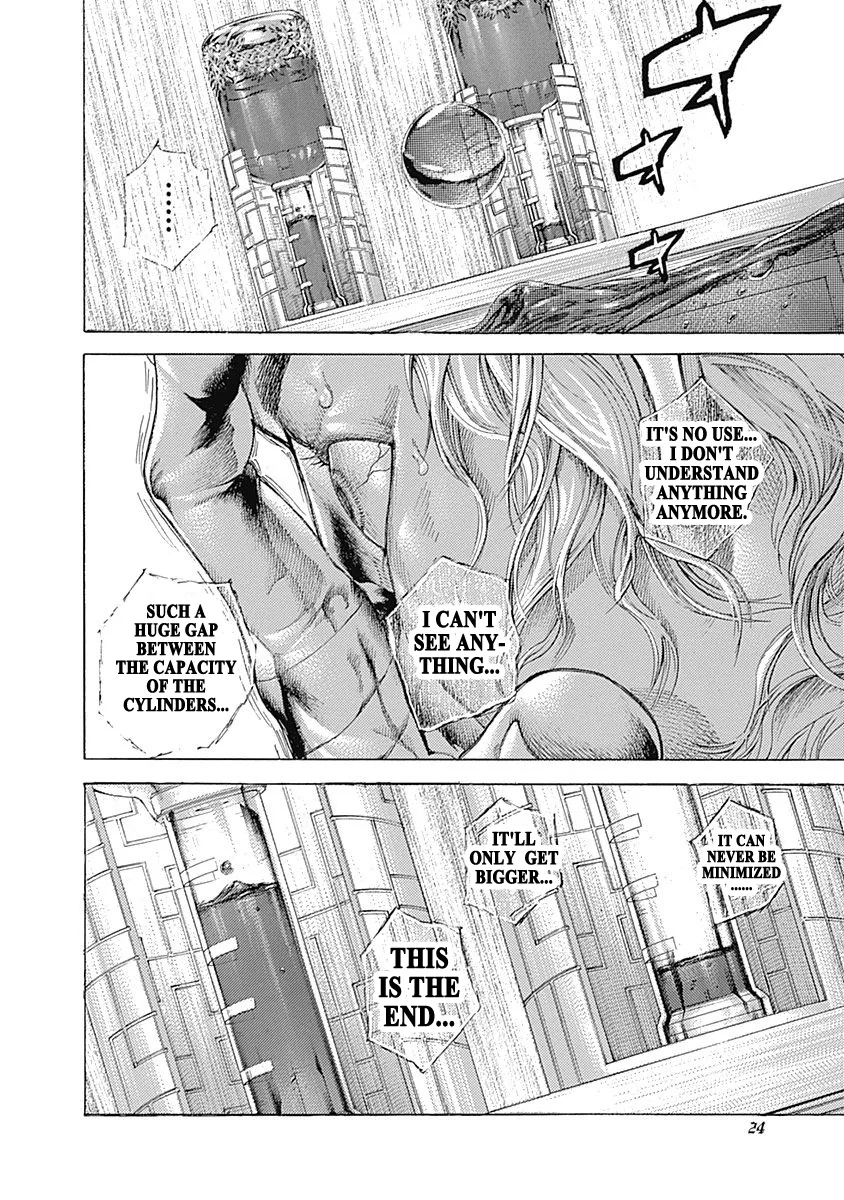 ......
IT'S NO USE...
I DON'T
UNDERSTAND
ANYTHING
ANYMORE.
I CAN'T
SEE ANY-
THING...
SUCH A
HUGE GAP
BETWEEN
THE CAPACITY
OF THE
CYLINDERS...
IT CAN
NEVER BE
MINIMIZED
......
IT'LL
ONLY GET
BIGGER...
THIS
IS THE
END...
24